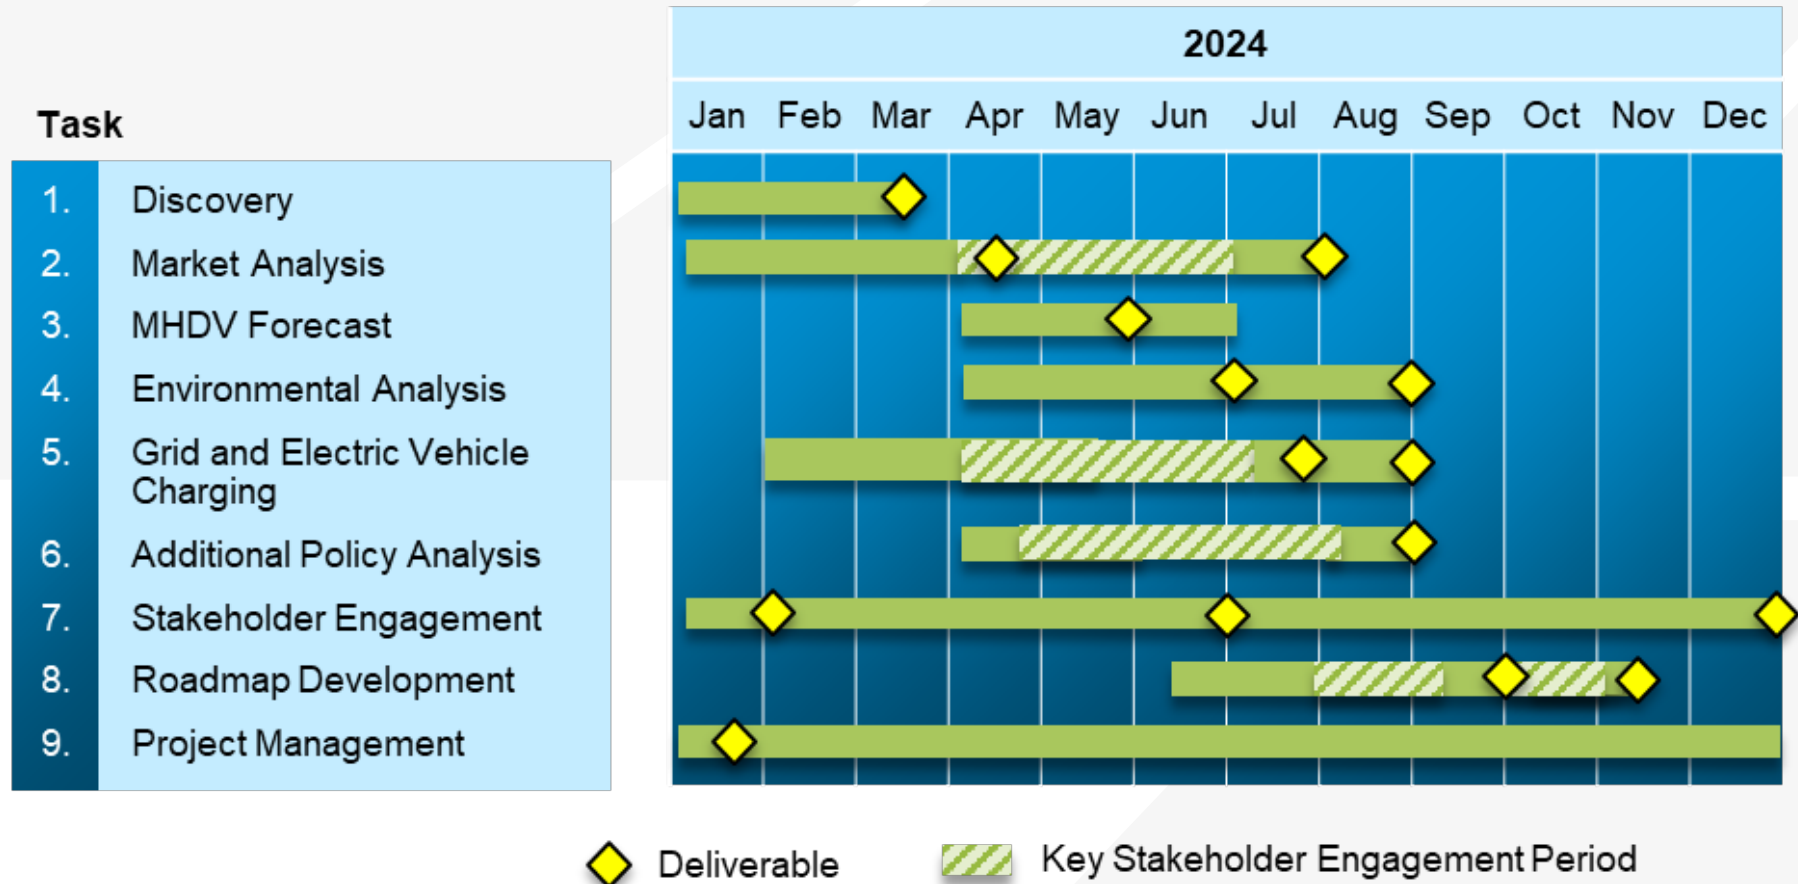 2024
Task
Jan Feb Mar Apr May Jun Jul Aug Sep Oct Nov Dec
1. Discovery
2. Market Analysis
3. MHDV Forecast
4. Environmental Analysis
5. Grid and Electric Vehicle
Charging
6. Additional Policy Analysis
7. Stakeholder Engagement
8. Roadmap Development
9. Project Management
Deliverable
Key Stakeholder Engagement Period